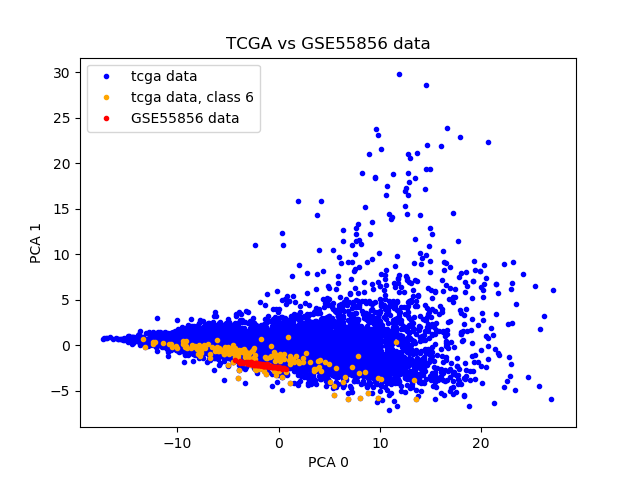 TCGA vs GSE55856 data
tcga data
tcga data, class 6
GSE55856 data
30
25
20
15
10
5
0
−5
PCA 1
−10
0
10
20
PCA 0